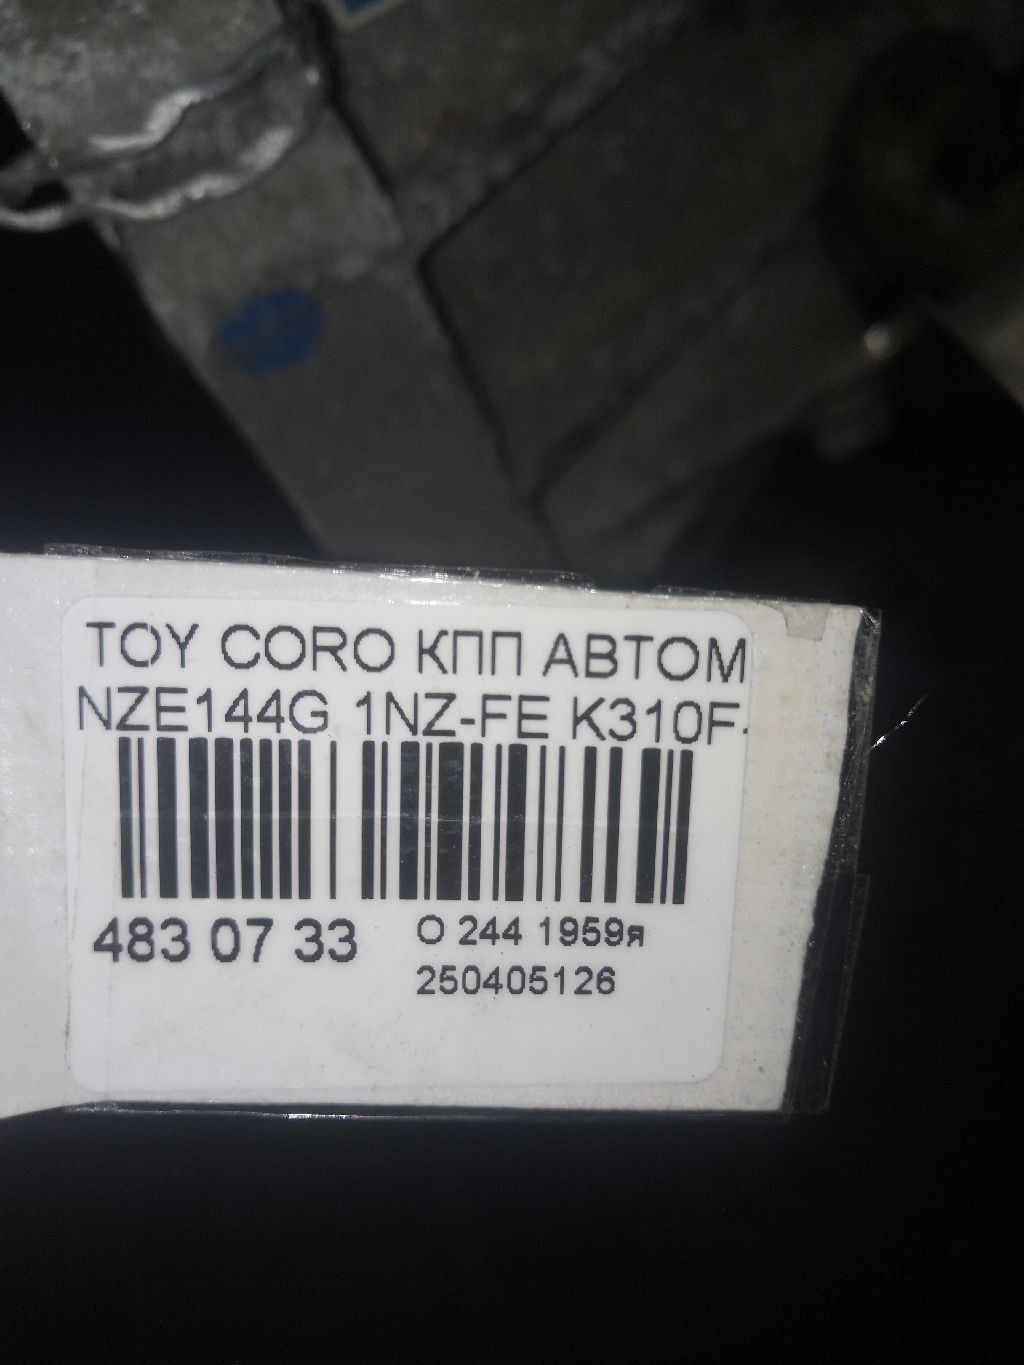 TOY CORO КПП АВТОМ
NZE144G 1NZ-FE K310F-
483 07 33
О 244 1959я
250405126